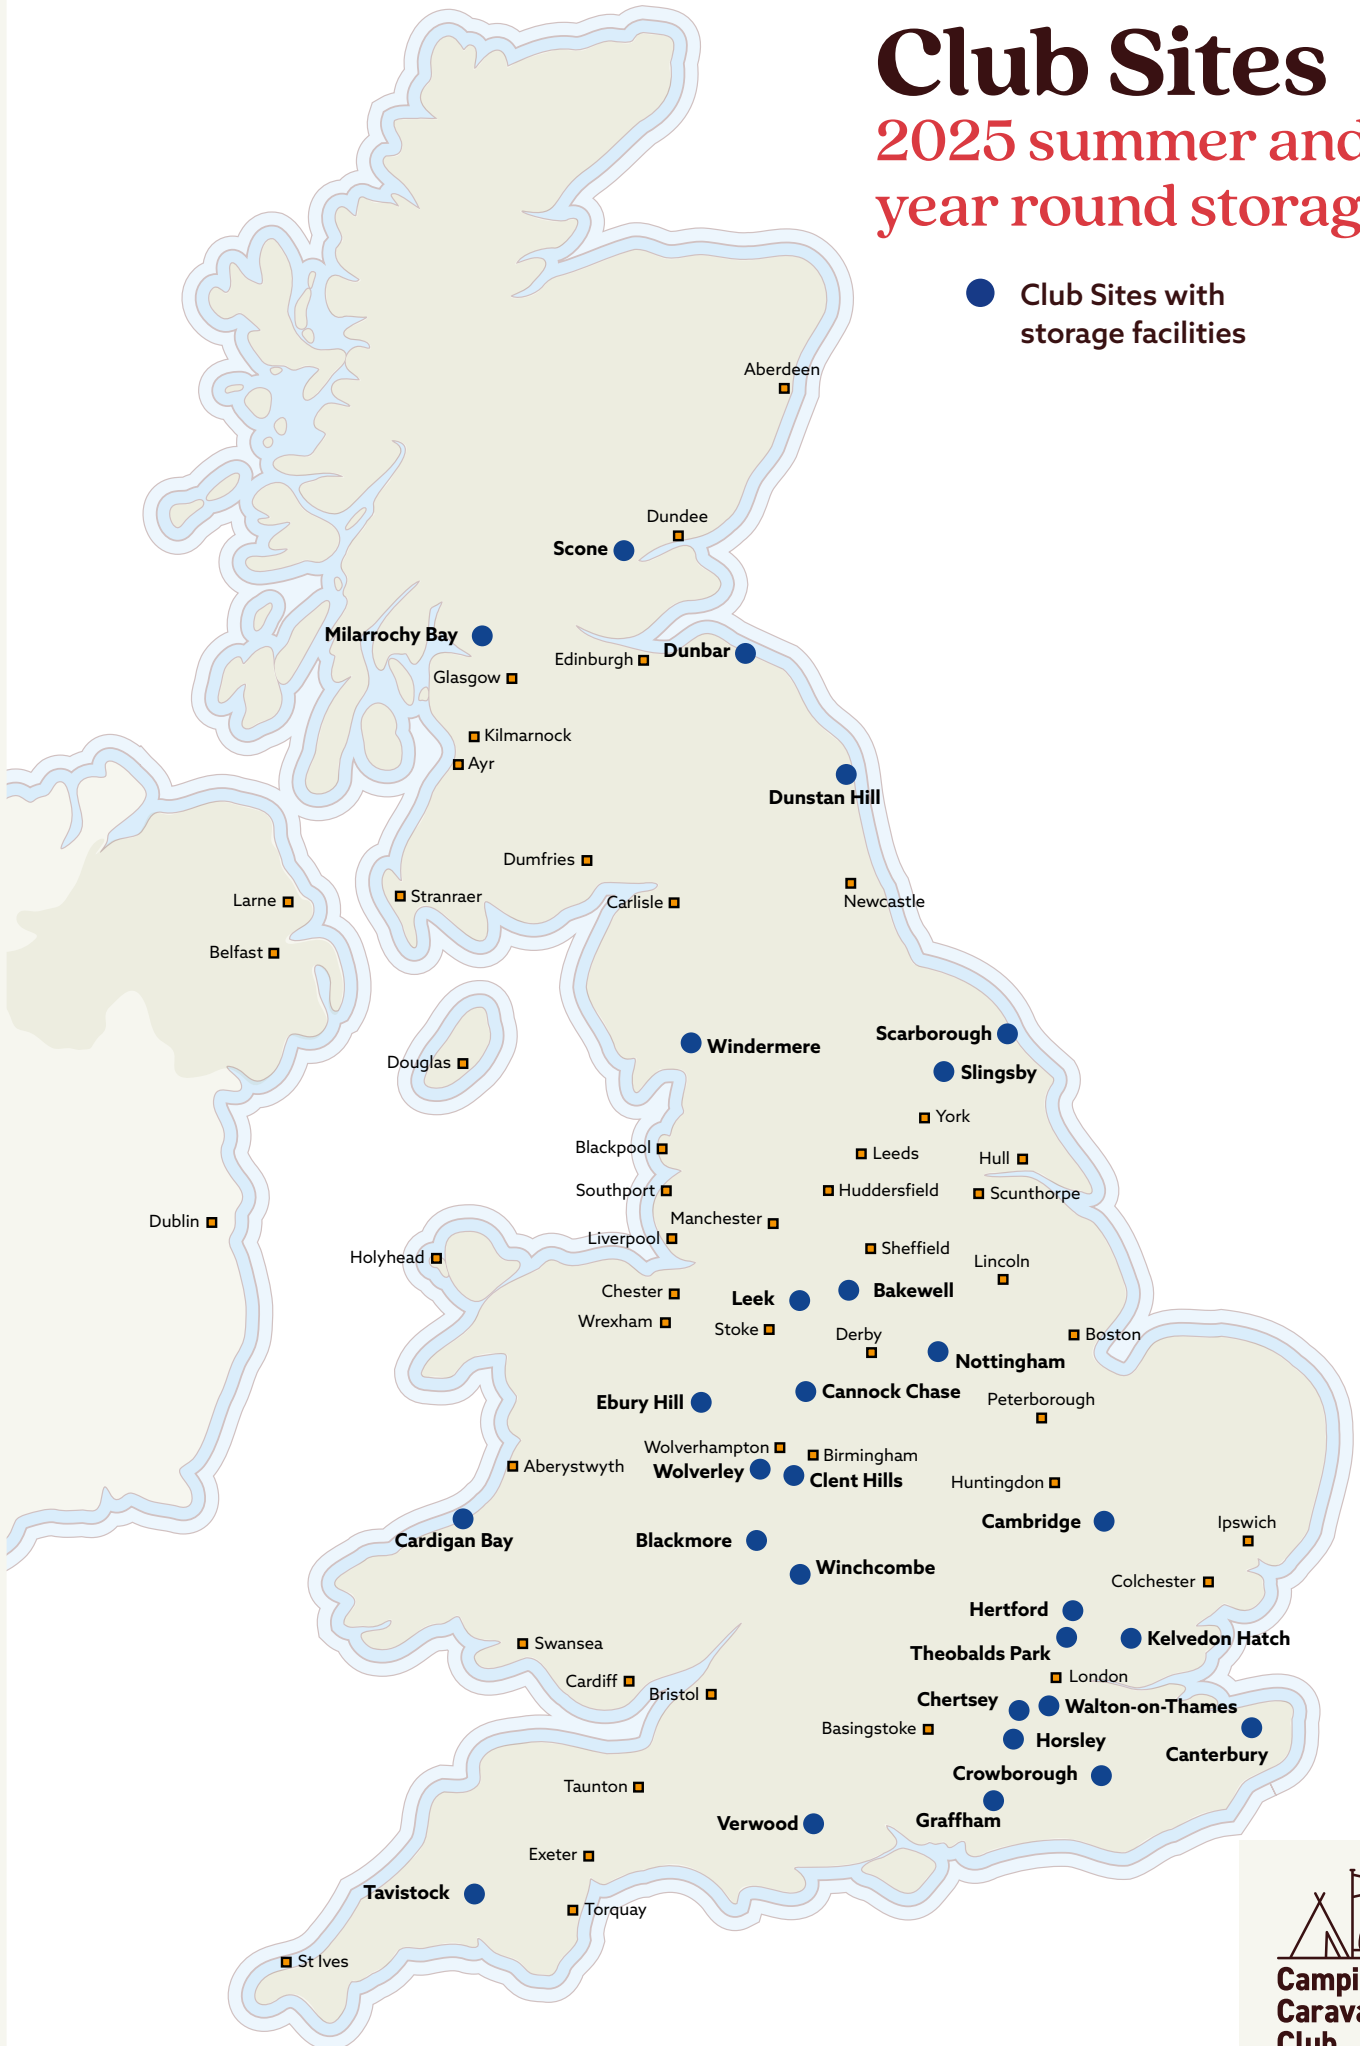 Club Sites
2025 summer and
year round storag
Club Sites with
storage facilities
Aberdeen
Dundee
Scone
Milarrochy Bay
Edinburgh
Dunbar
Glasgow
Kilmarnock
Ayr
Dunstan Hill
Dumfries
Stranraer
Carlisle
Newcastle
Larne
Belfast
Scarborough
Windermere
Slingsby
Douglas
York
Blackpool
Leeds
Hull
Southport
Huddersfield
Scunthorpe
Manchester
Dublin
Liverpool
Sheffield
Holyhead
Lincoln
Chester
Leek
Bakewell
Wrexham
Stoke
Derby
Boston
Nottingham
Cannock Chase
Ebury Hill
Peterborough
Wolverhampton
Birmingham
Aberystwyth
Wolverley
Clent Hills
Huntingdon
Cambridge
Ipswich
Cardigan Bay
Blackmore
Winchcombe
Colchester
Hertford
Kelvedon Hatch
Swansea
Theobalds Park
London
Cardiff
Bristol
Chertsey
Walton-on-Thames
Basingstoke
Horsley
Canterbury
Crowborough
Taunton
Graffham
Verwood
Exeter
Tavistock
Torquay
St Ives
Campi
Carava
Club